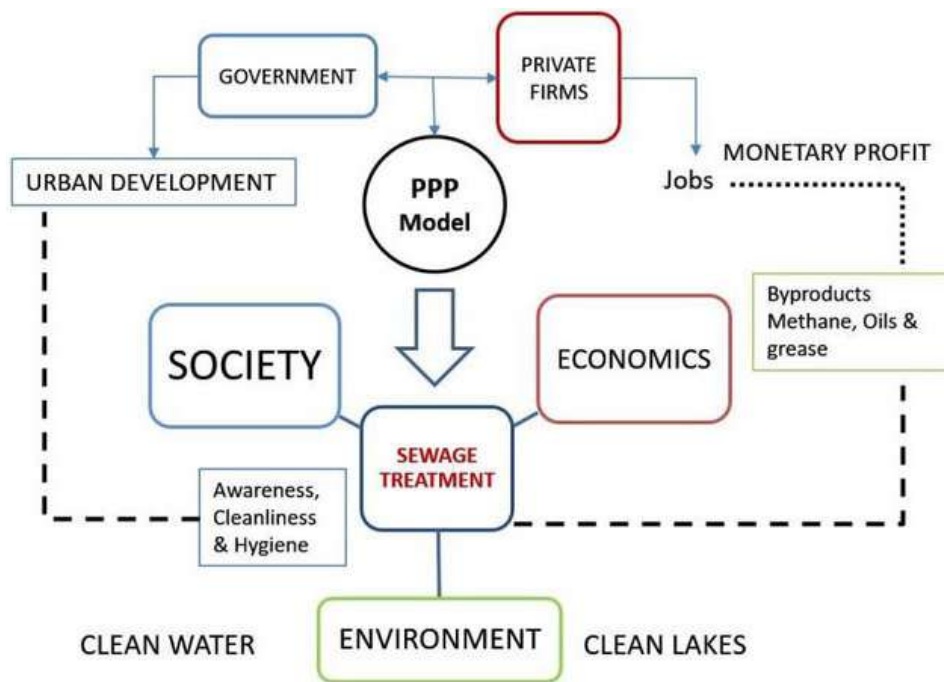 GOVERNMENT
PRIVATE
FIRMS
URBAN DEVELOPMENT
PPP
Model
MONETARY PROFIT
Jobs
Byproducts
Methane, Oils &
grease
SOCIETY
ECONOMICS
SEWAGE
TREATMENT
Awareness,
Cleanliness
& Hygiene
CLEAN WATER
ENVIRONMENT
CLEAN LAKES